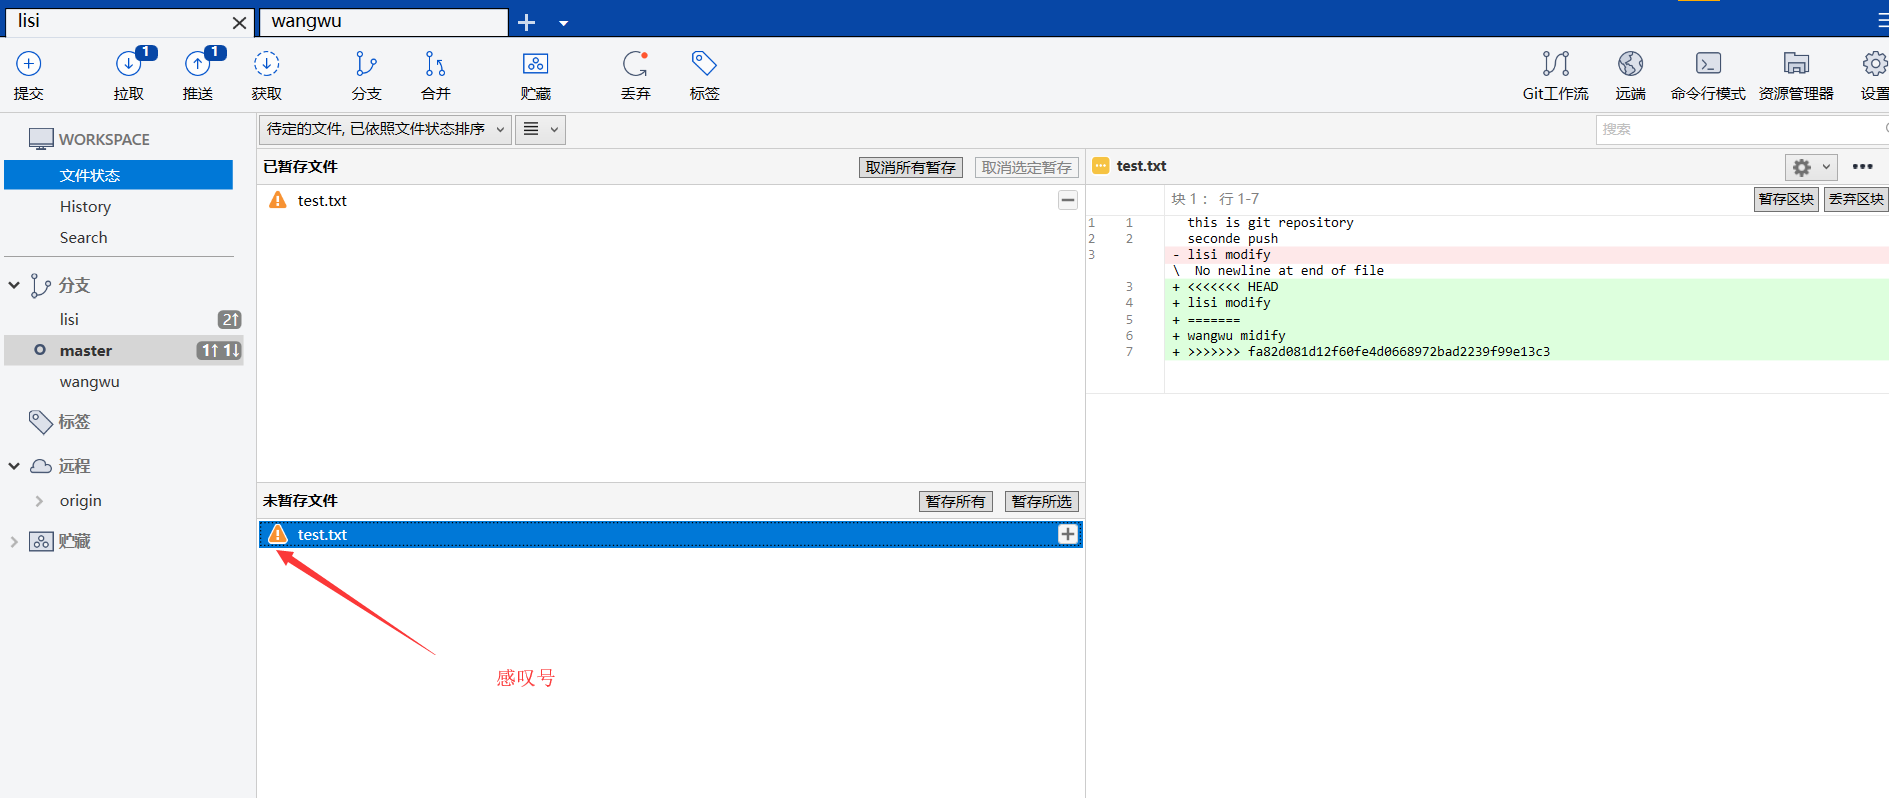 lisi
wangwu
提交
拉取 1
推送 1
获取
分支
合并
贮藏
丢弃
标签
Git工作流
远端
命令行模式
资源管理器
设置
WORKSPACE
文件状态
History
Search
分支
lisi 2↑
master 1↑ 1↓
wangwu
标签
远程
origin
贮藏
待定的文件, 已依照文件状态排序
搜索
已暂存文件 取消所有暂存 取消选定暂存
test.txt
未暂存文件 暂存所有 暂存所选
test.txt
感叹号
test.txt
块 1： 行 1-7 暂存区块 丢弃区块
1 1 this is git repository
2 2 seconde push
3 - lisi modify
\ No newline at end of file
3 + <<<<<<< HEAD
4 + lisi modify
5 + =======
6 + wangwu midify
7 + >>>>>>> fa82d081d12f60fe4d0668972bad2239f99e13c3